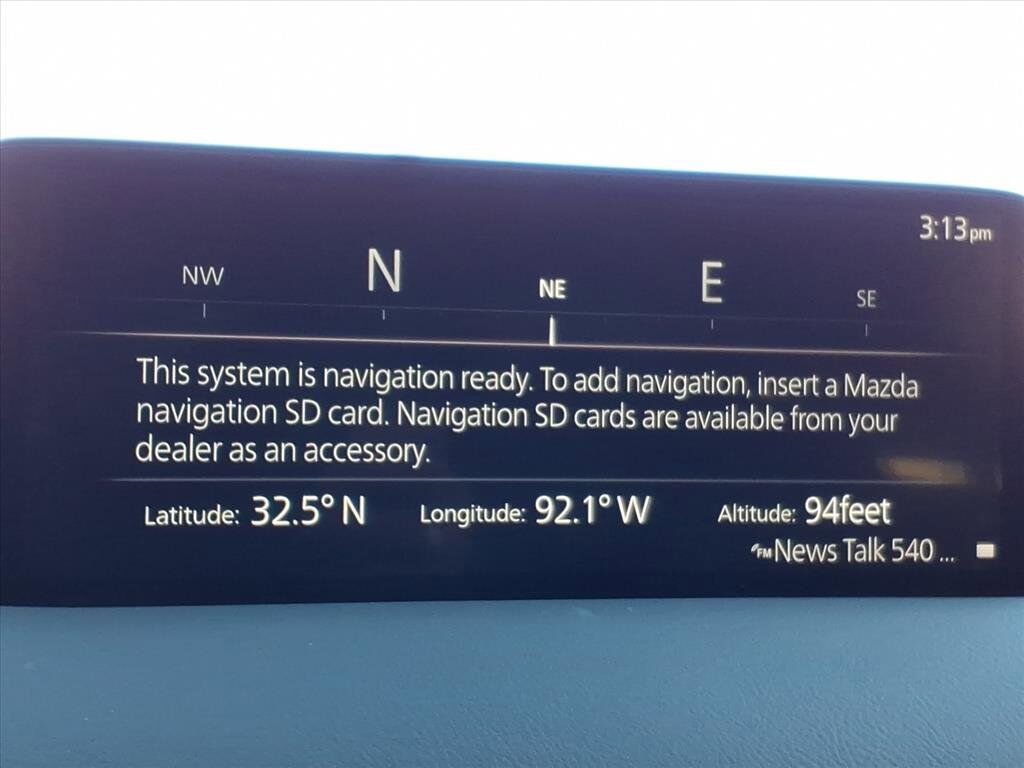 3:13pm
NW N NE E SE
This system is navigation ready. To add navigation, insert a Mazda
navigation SD card. Navigation SD cards are available from your
dealer as an accessory.
Latitude: 32.5° N Longitude: 92.1° W Altitude: 94feet
FM News Talk 540 ...